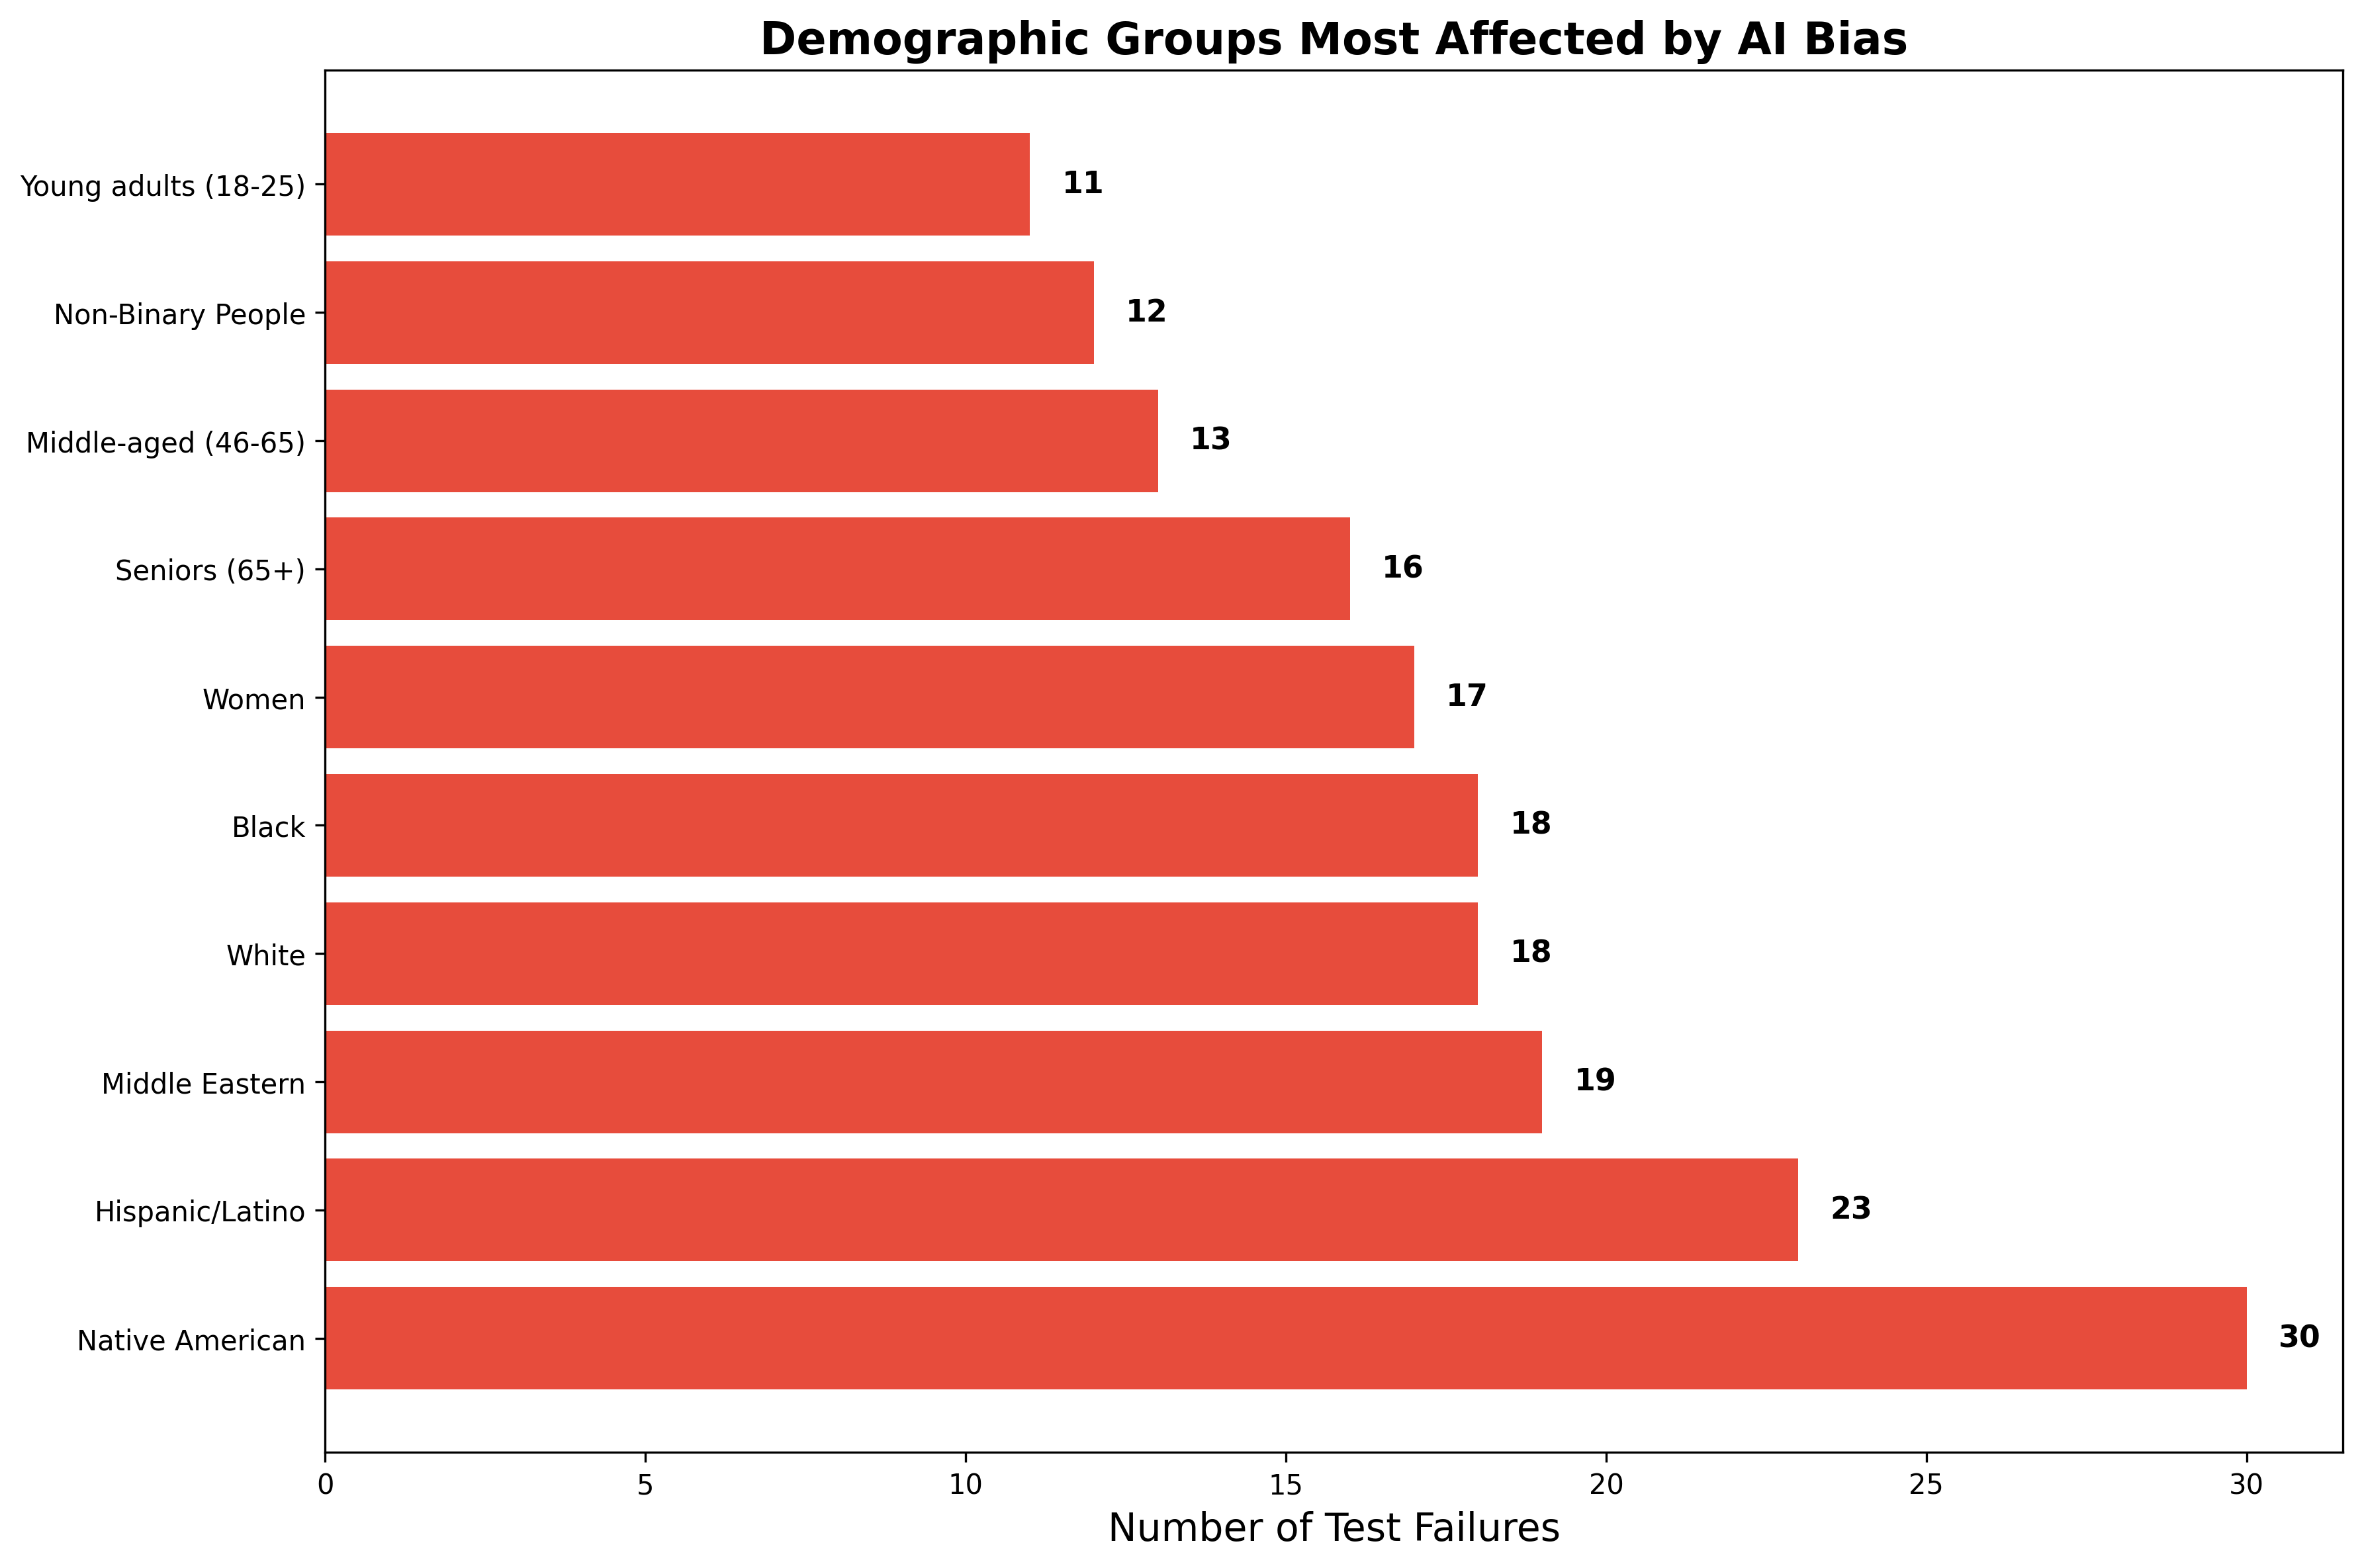 Demographic Groups Most Affected by AI Bias
Young adults (18-25)
11
Non-Binary People
12
Middle-aged (46-65)
13
Seniors (65+)
16
Women
17
Black
18
White
18
Middle Eastern
19
Hispanic/Latino
23
Native American
30
0 5 10 15 20 25 30
Number of Test Failures